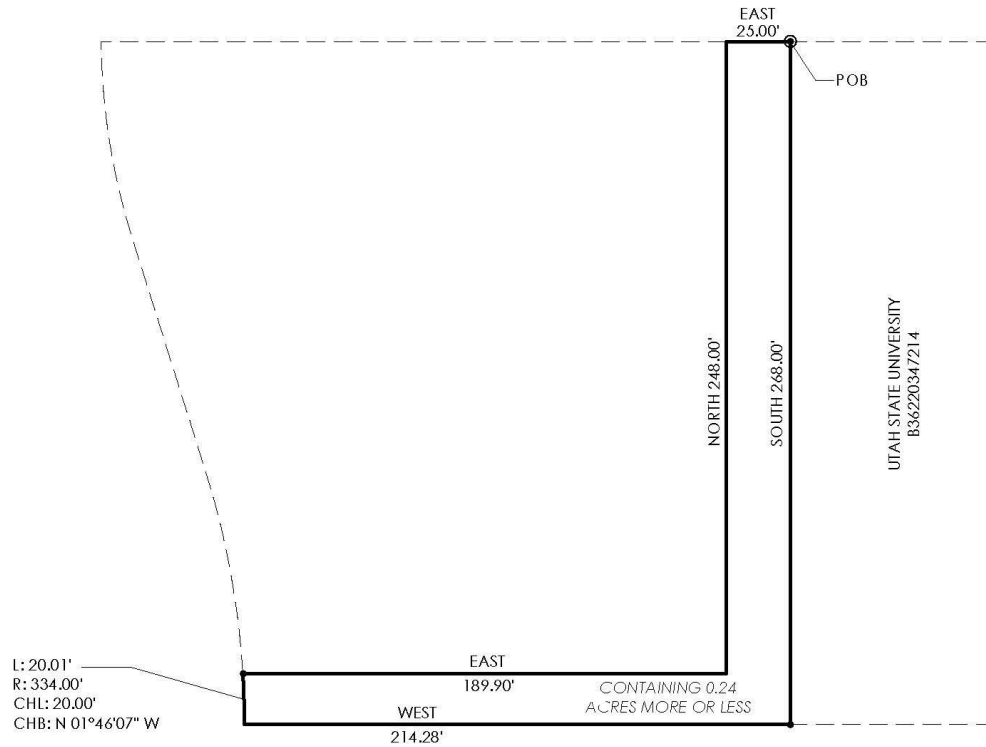 EAST
25.00'
POB
NORTH 248.00'
SOUTH 268.00'
UTAH STATE UNIVERSITY
B36220347214
L: 20.01'
R: 334.00'
CHL: 20.00'
CHB: N 01°46'07" W
EAST
189.90'
CONTAINING 0.24
ACRES MORE OR LESS
WEST
214.28'